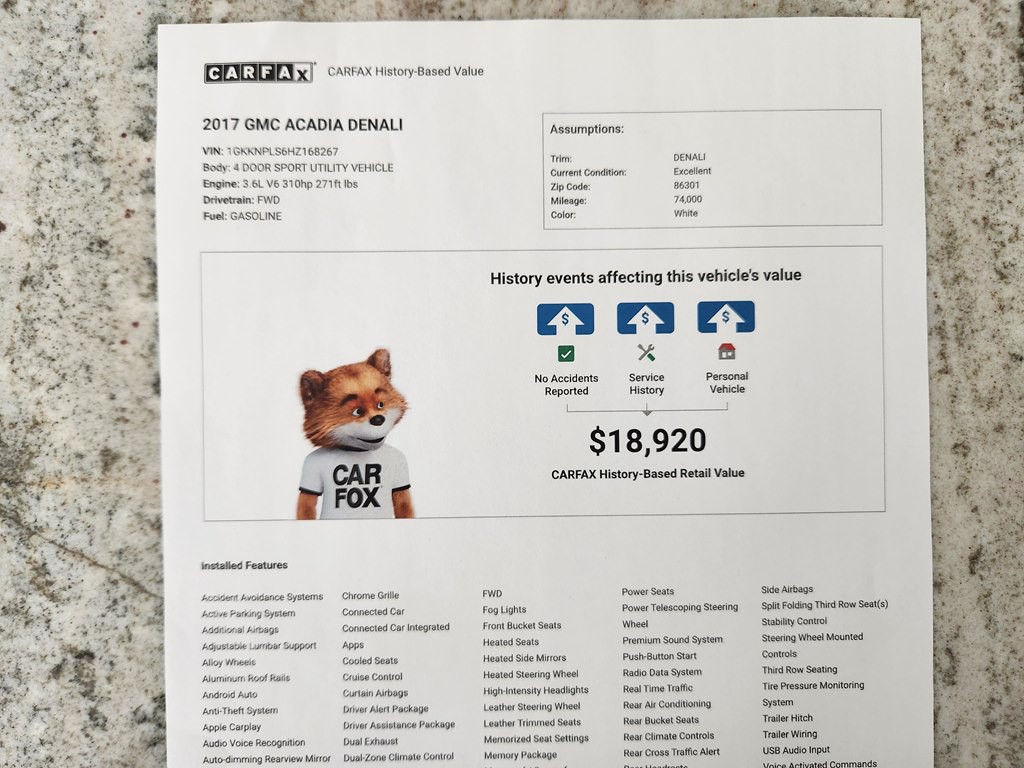 CARFAX CARFAX History-Based Value
2017 GMC ACADIA DENALI
VIN: 1GKKNPLS6HZ168267
Body: 4 DOOR SPORT UTILITY VEHICLE
Engine: 3.6L V6 310hp 271ft lbs
Drivetrain: FWD
Fuel: GASOLINE
Assumptions:
Trim: DENALI
Current Condition: Excellent
Zip Code: 86301
Mileage: 74,000
Color: White
History events affecting this vehicle's value
$ $ $
No Accidents
Reported
Service
History
Personal
Vehicle
$18,920
CARFAX History-Based Retail Value
CAR
FOX
Installed Features
Accident Avoidance Systems
Active Parking System
Additional Airbags
Adjustable Lumbar Support
Alloy Wheels
Aluminum Roof Rails
Android Auto
Anti-Theft System
Apple Carplay
Audio Voice Recognition
Auto-dimming Rearview Mirror
Chrome Grille
Connected Car
Connected Car Integrated
Apps
Cooled Seats
Cruise Control
Curtain Airbags
Driver Alert Package
Driver Assistance Package
Dual Exhaust
Dual-Zone Climate Control
FWD
Fog Lights
Front Bucket Seats
Heated Seats
Heated Side Mirrors
Heated Steering Wheel
High-Intensity Headlights
Leather Steering Wheel
Leather Trimmed Seats
Memorized Seat Settings
Memory Package
Power Seats
Power Telescoping Steering
Wheel
Premium Sound System
Push-Button Start
Radio Data System
Real Time Traffic
Rear Air Conditioning
Rear Bucket Seats
Rear Climate Controls
Rear Cross Traffic Alert
Rear Headrests
Side Airbags
Split Folding Third Row Seat(s)
Stability Control
Steering Wheel Mounted
Controls
Third Row Seating
Tire Pressure Monitoring
System
Trailer Hitch
Trailer Wiring
USB Audio Input
Voice Activated Commands